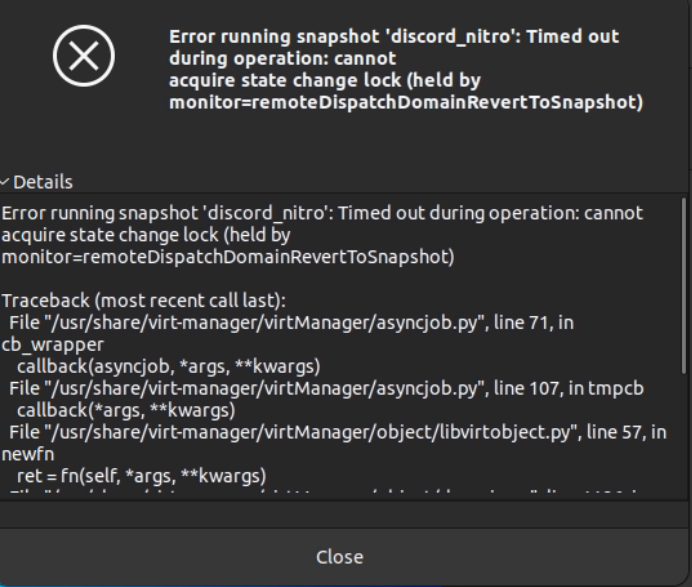 Error running snapshot 'discord_nitro': Timed out
during operation: cannot
acquire state change lock (held by
monitor=remoteDispatchDomainRevertToSnapshot)
Details
Error running snapshot 'discord_nitro': Timed out during operation: cannot
acquire state change lock (held by
monitor=remoteDispatchDomainRevertToSnapshot)
Traceback (most recent call last):
File "/usr/share/virt-manager/virtManager/asyncjob.py", line 71, in
cb_wrapper
callback(asyncjob, *args, **kwargs)
File "/usr/share/virt-manager/virtManager/asyncjob.py", line 107, in tmpcb
callback(*args, **kwargs)
File "/usr/share/virt-manager/virtManager/object/libvirtobject.py", line 57, in
newfn
ret = fn(self, *args, **kwargs)
Close